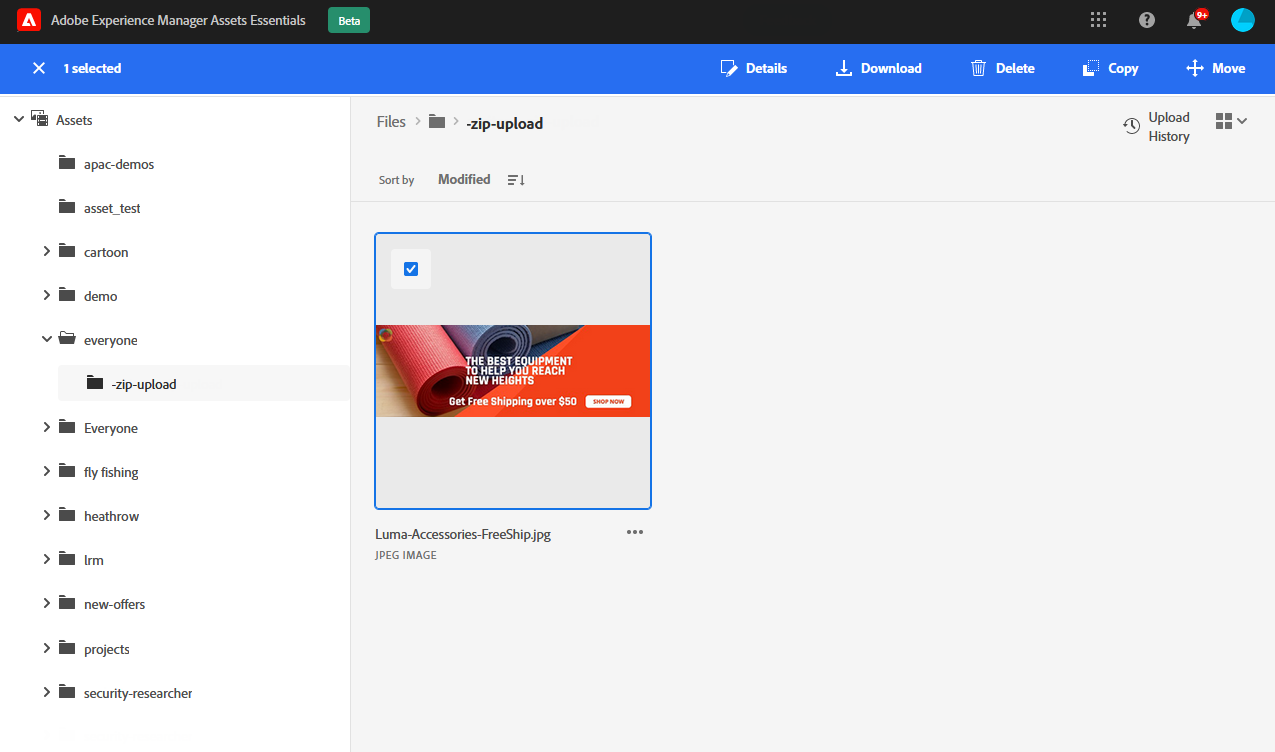 Adobe Experience Manager Assets Essentials Beta
9+
1 selected Details Download Delete Copy Move
Assets
apac-demos
asset_test
cartoon
demo
everyone
-zip-upload
Everyone
fly fishing
heathrow
lrm
new-offers
projects
security-researcher
Files > > -zip-upload
Upload
History
Sort by Modified
THE BEST EQUIPMENT
TO HELP YOU REACH
NEW HEIGHTS
Get Free Shipping over $50 SHOP NOW
Luma-Accessories-FreeShip.jpg
JPEG IMAGE